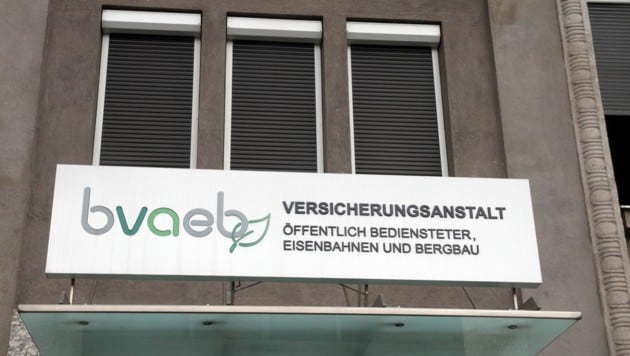 bvaeb
VERSICHERUNGSANSTALT
ÖFFENTLICH BEDIENSTETER,
EISENBAHNEN UND BERGBAU